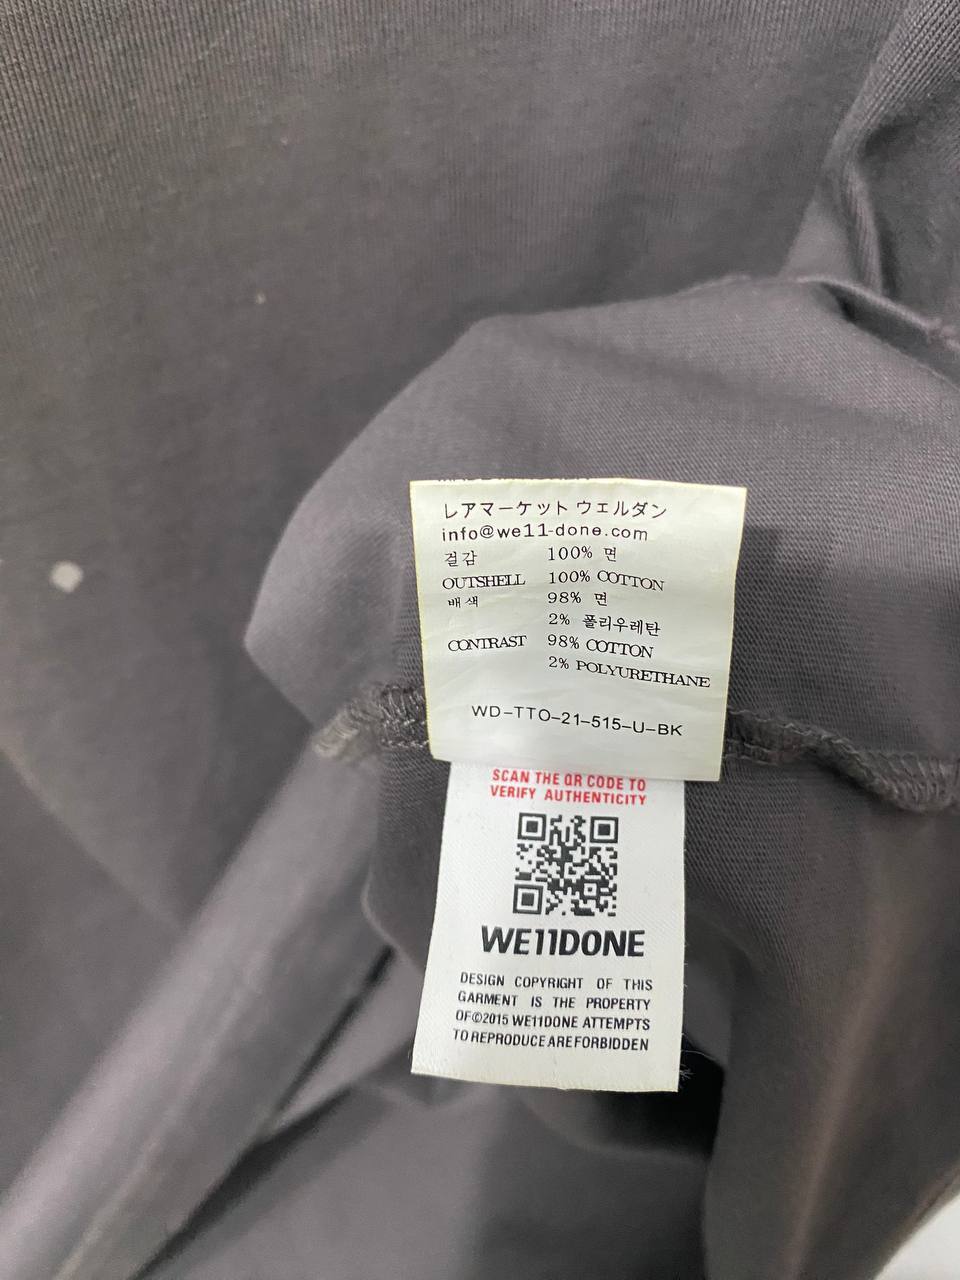 レアマーケット ウェルダン
info@we11-done.com
걸감 100% 면
OUTSHELL 100% COTTON
배색 98% 면
2% 폴리우레탄
CONTRAST 98% COTTON
2% POLYURETHANE
WD-TTO-21-515-U-BK
SCAN THE QR CODE TO
VERIFY AUTHENTICITY
WE11DONE
DESIGN COPYRIGHT OF THIS
GARMENT IS THE PROPERTY
OF©2015 WE11DONE ATTEMPTS
TO REPRODUCE ARE FORBIDDEN